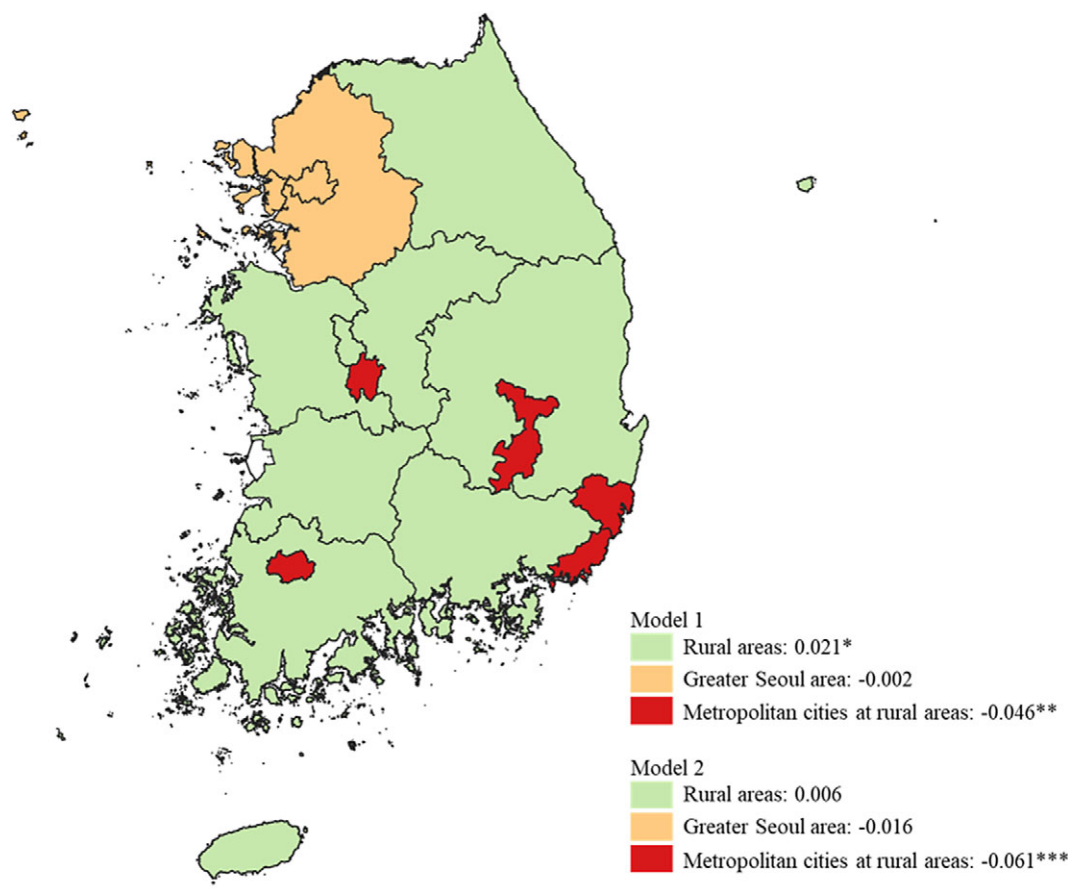 Model 1
Rural areas: 0.021*
Greater Seoul area: -0.002
Metropolitan cities at rural areas: -0.046**
Model 2
Rural areas: 0.006
Greater Seoul area: -0.016
Metropolitan cities at rural areas: -0.061***